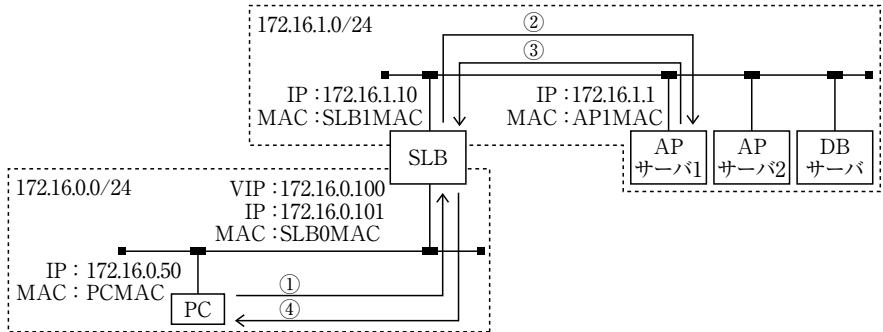 172.16.1.0/24
②
③
IP：172.16.1.10
MAC：SLB1MAC
IP：172.16.1.1
MAC：AP1MAC
SLB
AP
サーバ1
AP
サーバ2
DB
サーバ
172.16.0.0/24
VIP：172.16.0.100
IP：172.16.0.101
MAC：SLB0MAC
IP：172.16.0.50
MAC：PCMAC
PC
①
④